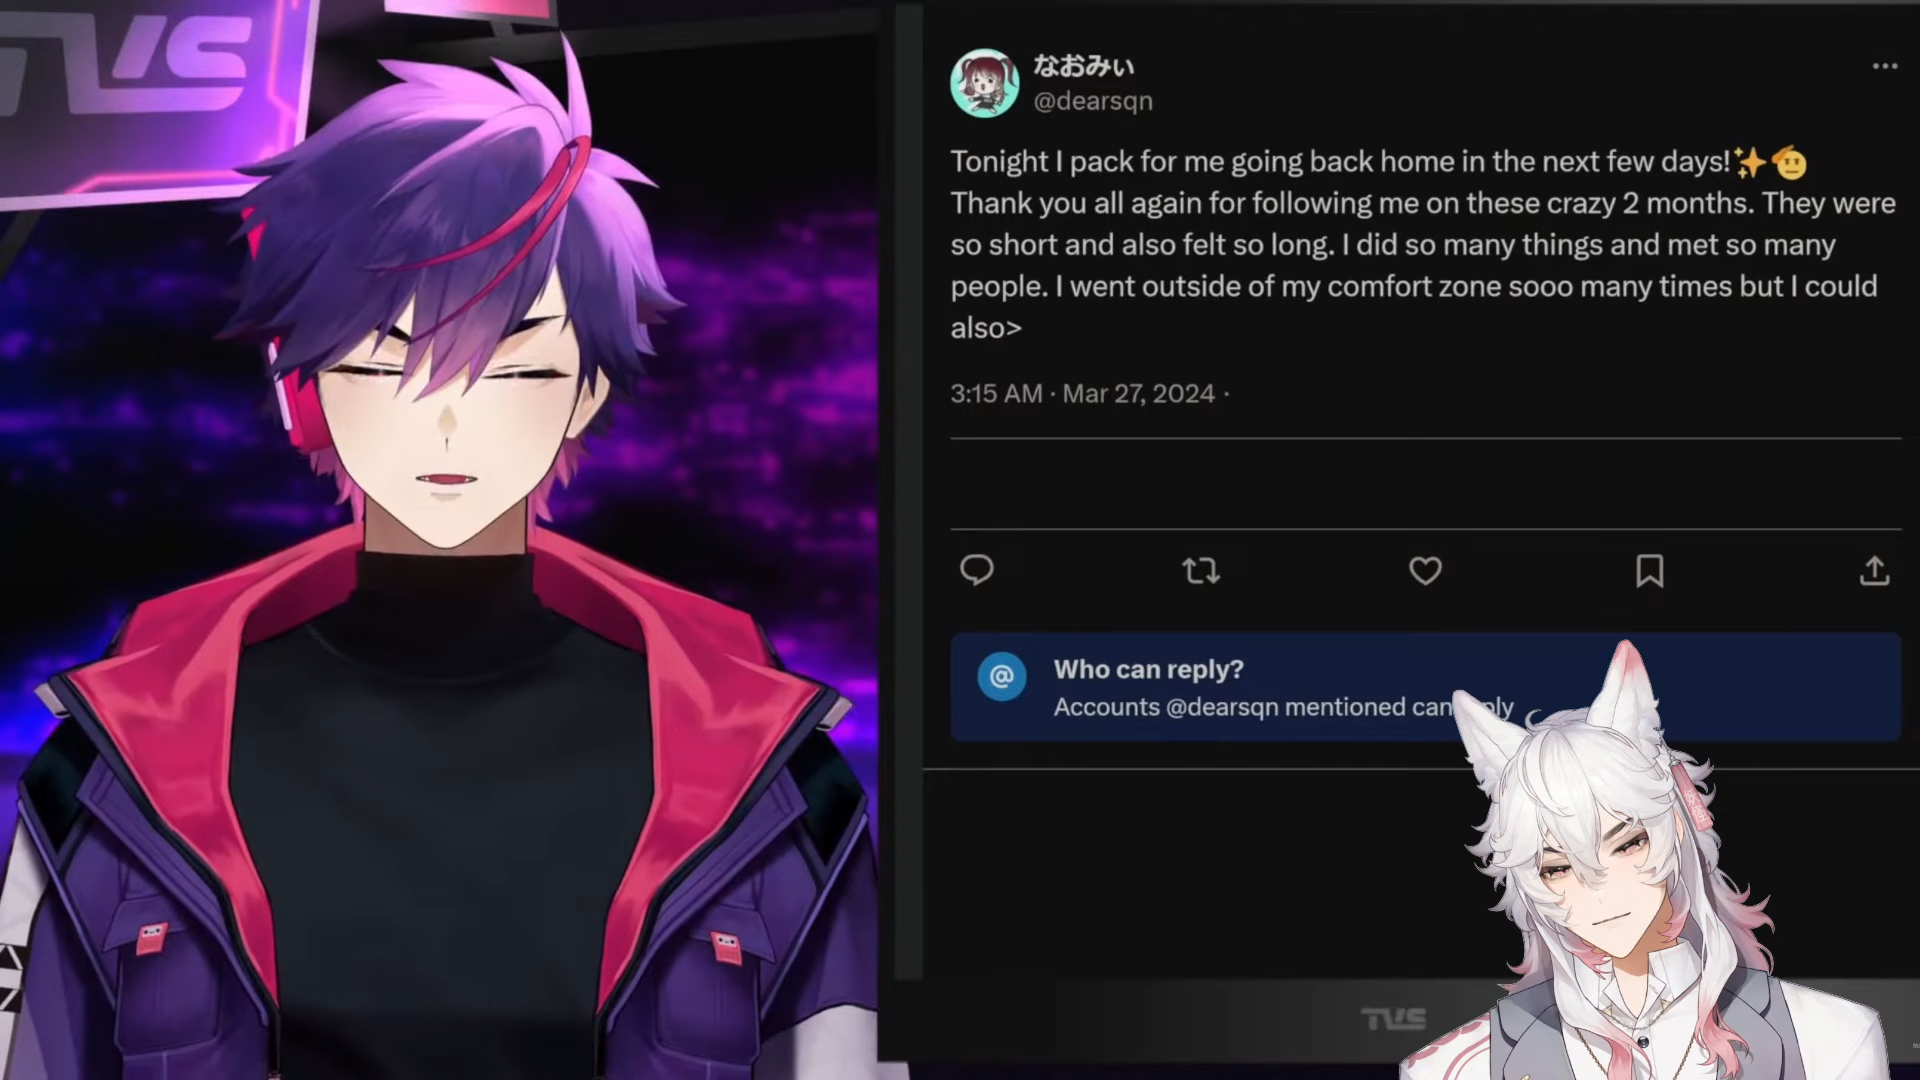 TVS
なおみぃ
@dearsqn
Tonight I pack for me going back home in the next few days!✨🫡
Thank you all again for following me on these crazy 2 months. They were
so short and also felt so long. I did so many things and met so many
people. I went outside of my comfort zone sooo many times but I could
also>
3:15 AM · Mar 27, 2024 ·
Who can reply?
Accounts @dearsqn mentioned can ply
TVS